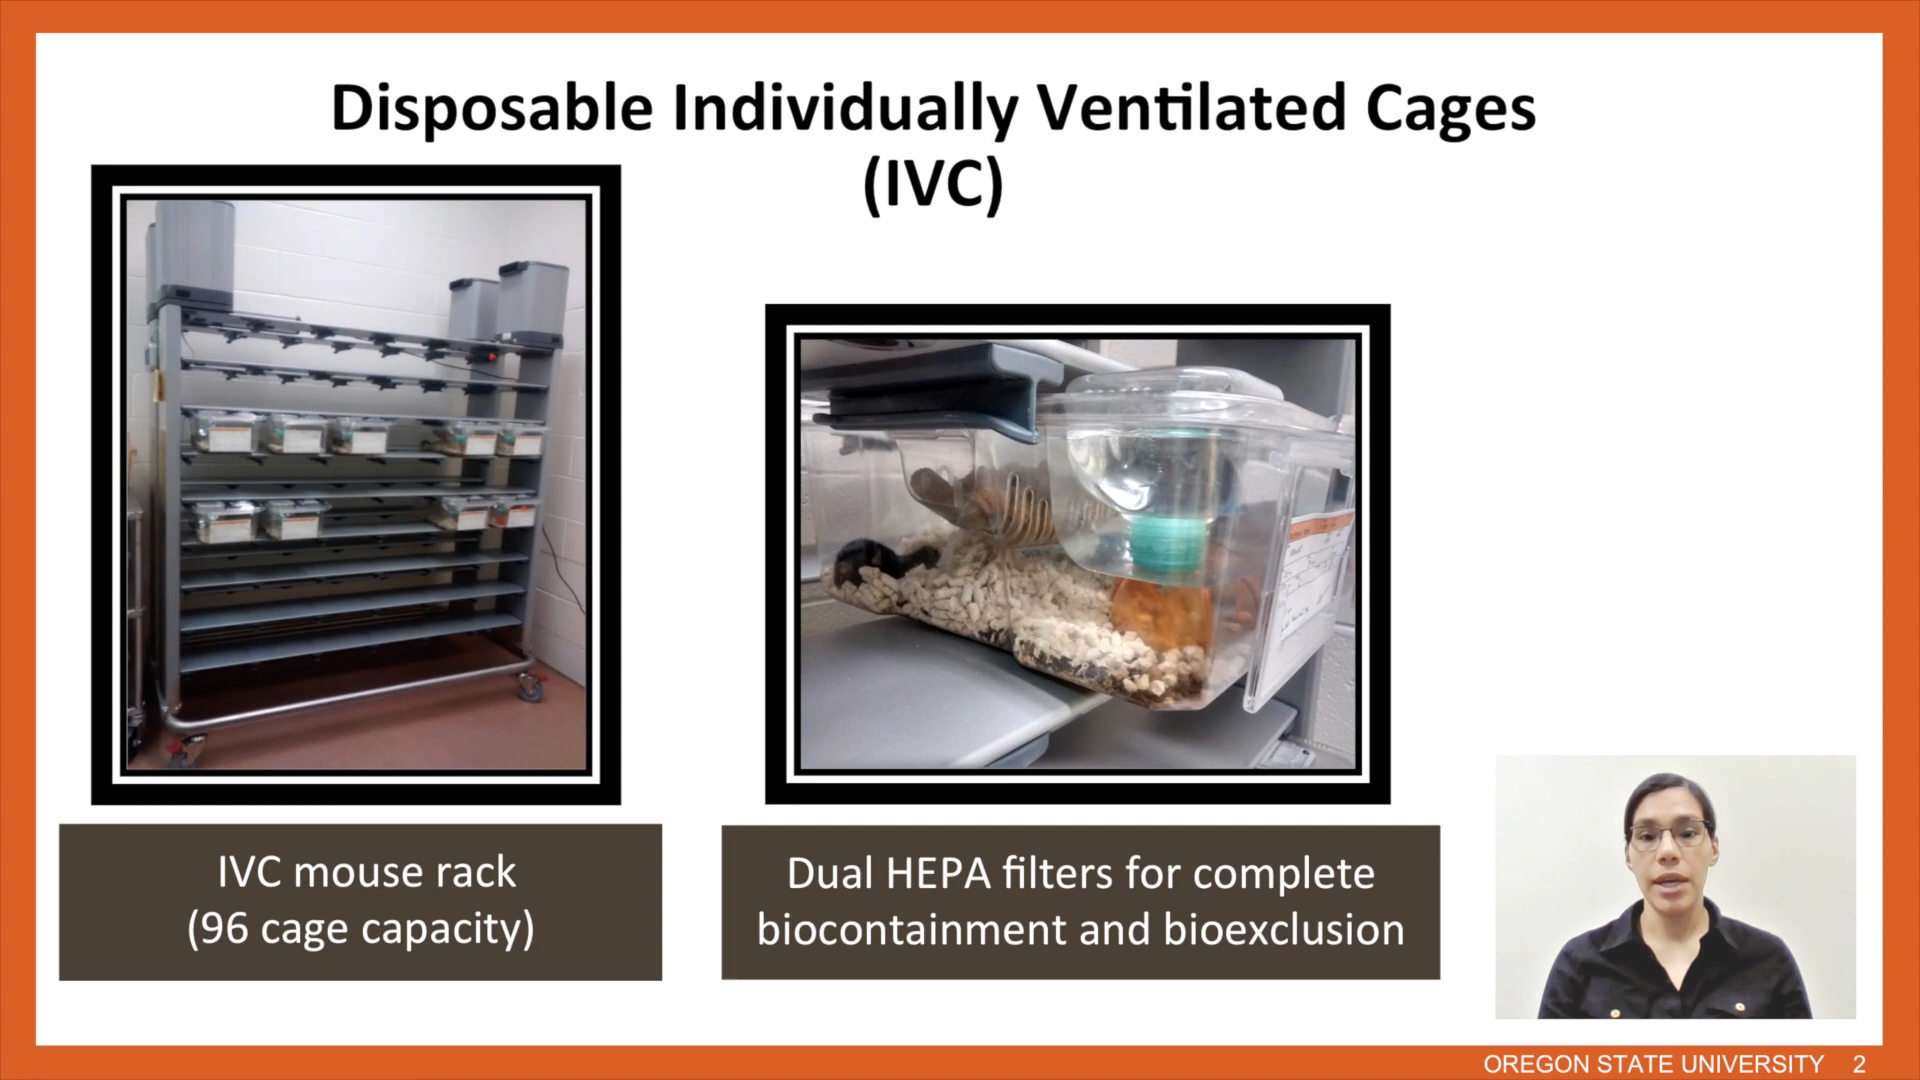 Disposable Individually Ventilated Cages
(IVC)
IVC mouse rack
(96 cage capacity)
Dual HEPA filters for complete
biocontainment and bioexclusion
OREGON STATE UNIVERSITY 2